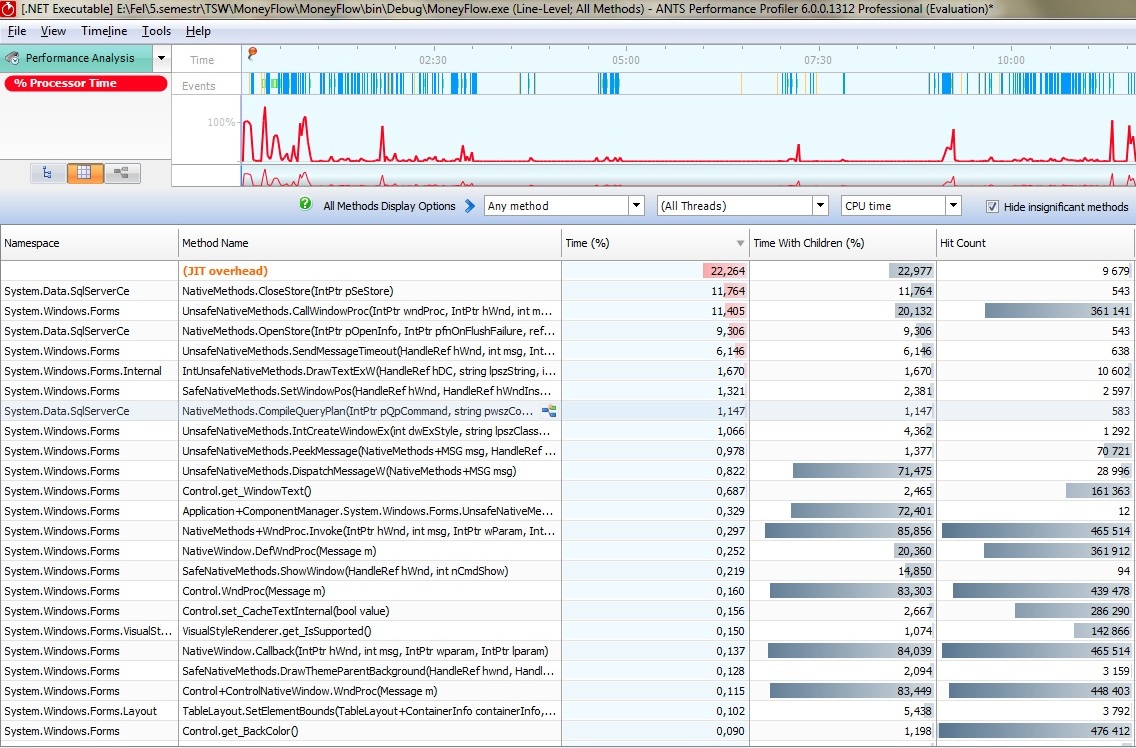 [.NET Executable] E:\Fel\5.semestr\TSW\MoneyFlow\MoneyFlow\bin\Debug\MoneyFlow.exe (Line-Level; All Methods) - ANTS Performance Profiler 6.0.0.1312 Professional (Evaluation)*
File View Timeline Tools Help
Performance Analysis Time 02:30 05:00 07:30 10:00
% Processor Time Events
100%
All Methods Display Options Any method (All Threads) CPU time Hide insignificant methods
Namespace Method Name Time (%) Time With Children (%) Hit Count
(JIT overhead) 22,264 22,977 9 679
System.Data.SqlServerCe NativeMethods.CloseStore(IntPtr pSeStore) 11,764 11,764 543
System.Windows.Forms UnsafeNativeMethods.CallWindowProc(IntPtr wndProc, IntPtr hWnd, int m... 11,405 20,132 361 141
System.Data.SqlServerCe NativeMethods.OpenStore(IntPtr pOpenInfo, IntPtr pfnOnFlushFailure, ref... 9,306 9,306 543
System.Windows.Forms UnsafeNativeMethods.SendMessageTimeout(HandleRef hWnd, int msg, Int... 6,146 6,146 638
System.Windows.Forms.Internal IntUnsafeNativeMethods.DrawTextExW(HandleRef hDC, string lpszString, i... 1,670 1,670 10 602
System.Windows.Forms SafeNativeMethods.SetWindowPos(HandleRef hWnd, HandleRef hWndIns... 1,321 2,381 2 597
System.Data.SqlServerCe NativeMethods.CompileQueryPlan(IntPtr pQpCommand, string pwszCo... 1,147 1,147 583
System.Windows.Forms UnsafeNativeMethods.IntCreateWindowEx(int dwExStyle, string lpszClass... 1,066 4,362 1 292
System.Windows.Forms UnsafeNativeMethods.PeekMessage(NativeMethods+MSG msg, HandleRef ... 0,978 1,377 70 721
System.Windows.Forms UnsafeNativeMethods.DispatchMessageW(NativeMethods+MSG msg) 0,822 71,475 28 996
System.Windows.Forms Control.get_WindowText() 0,687 2,465 161 363
System.Windows.Forms Application+ComponentManager.System.Windows.Forms.UnsafeNativeMe... 0,329 72,401 12
System.Windows.Forms NativeMethods+WndProc.Invoke(IntPtr hWnd, int msg, IntPtr wParam, Int... 0,297 85,856 465 514
System.Windows.Forms NativeWindow.DefWndProc(Message m) 0,252 20,360 361 912
System.Windows.Forms SafeNativeMethods.ShowWindow(HandleRef hWnd, int nCmdShow) 0,219 14,850 94
System.Windows.Forms Control.WndProc(Message m) 0,160 83,303 439 478
System.Windows.Forms Control.set_CacheTextInternal(bool value) 0,156 2,667 286 290
System.Windows.Forms.VisualSt... VisualStyleRenderer.get_IsSupported() 0,150 1,074 142 866
System.Windows.Forms NativeWindow.Callback(IntPtr hWnd, int msg, IntPtr wparam, IntPtr lparam) 0,137 84,039 465 514
System.Windows.Forms SafeNativeMethods.DrawThemeParentBackground(HandleRef hwnd, Handl... 0,128 2,094 3 159
System.Windows.Forms Control+ControlNativeWindow.WndProc(Message m) 0,115 83,449 448 403
System.Windows.Forms.Layout TableLayout.SetElementBounds(TableLayout+ContainerInfo containerInfo,... 0,102 5,438 3 792
System.Windows.Forms Control.get_BackColor() 0,090 1,198 476 412